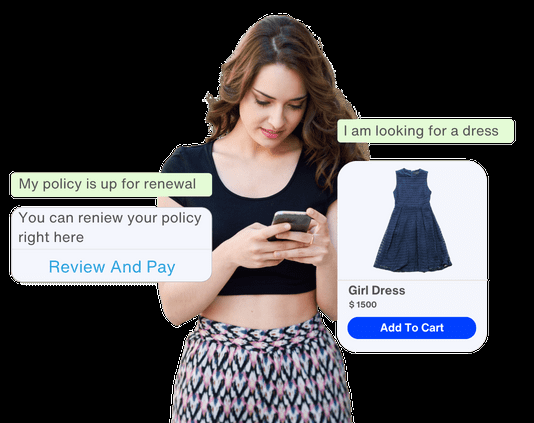 I am looking for a dress
My policy is up for renewal
You can reniew your policy
right here
Review And Pay
Girl Dress
$ 1500
Add To Cart